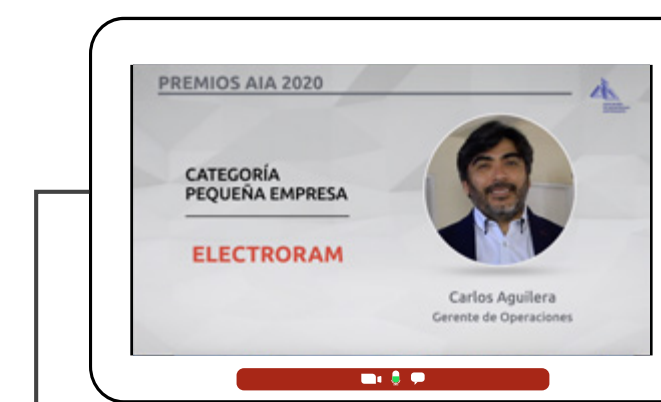 PREMIOS AIA 2020
CATEGORÍA
PEQUEÑA EMPRESA
ELECTRORAM
Carlos Aguilera
Gerente de Operaciones